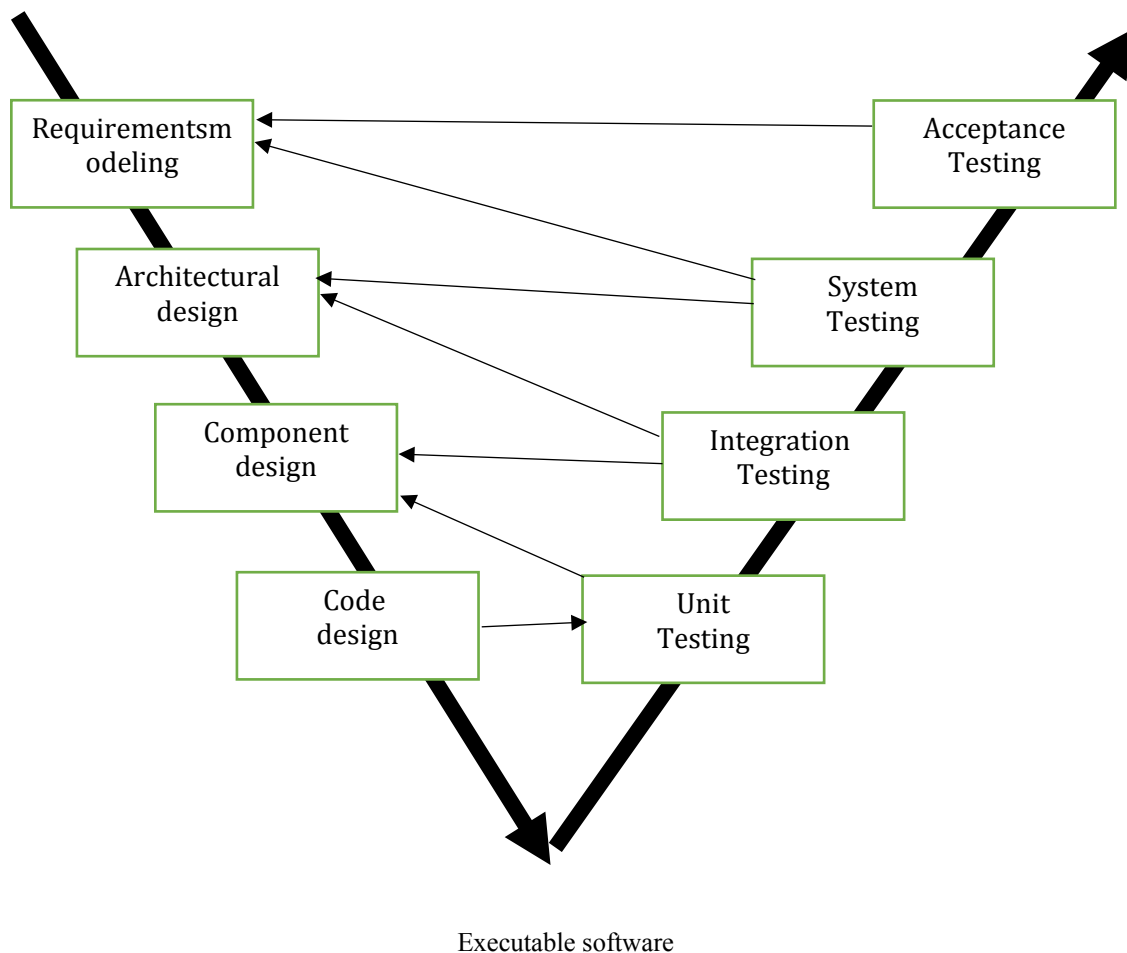 Requirementsm
odeling
Acceptance
Testing
Architectural
design
System
Testing
Component
design
Integration
Testing
Code
design
Unit
Testing
Executable software